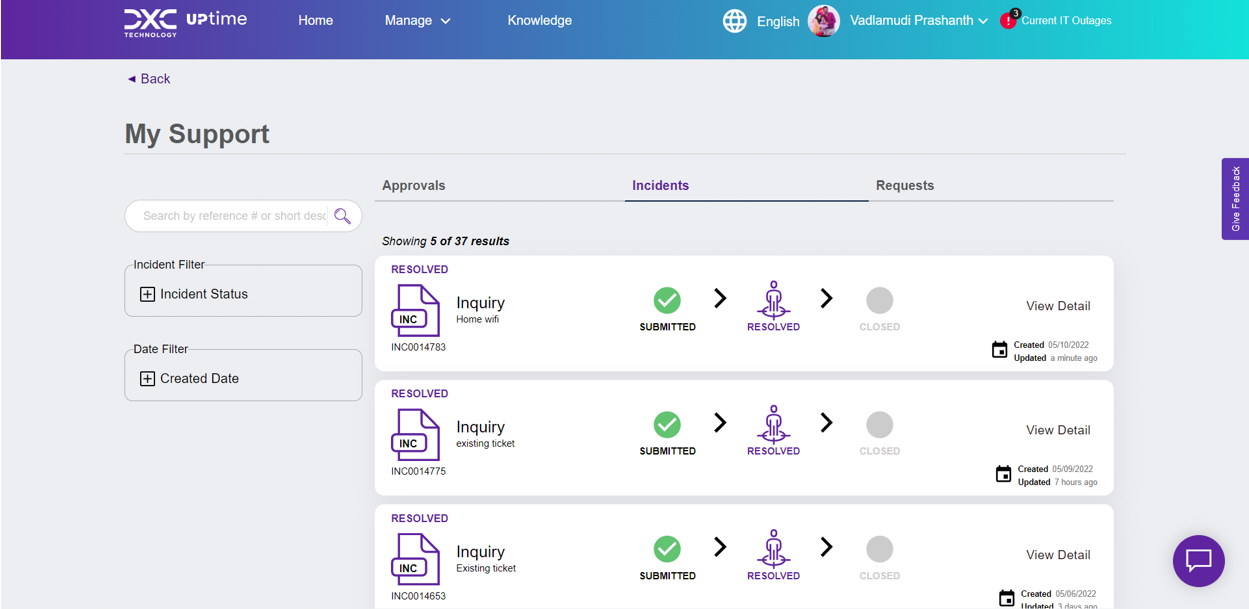 DXC TECHNOLOGY UPtime Home Manage Knowledge English Vadlamudi Prashanth 3 Current IT Outages
◄ Back
My Support
Give Feedback
Approvals Incidents Requests
Search by reference # or short desc
Showing 5 of 37 results
Incident Filter
Incident Status
Date Filter
Created Date
RESOLVED
INC
Inquiry
Home wifi
INC0014783
SUBMITTED RESOLVED CLOSED
View Detail
Created 05/10/2022
Updated a minute ago
RESOLVED
INC
Inquiry
existing ticket
INC0014775
SUBMITTED RESOLVED CLOSED
View Detail
Created 05/09/2022
Updated 7 hours ago
RESOLVED
INC
Inquiry
Existing ticket
INC0014653
SUBMITTED RESOLVED CLOSED
View Detail
Created 05/06/2022
Updated 3 days ago